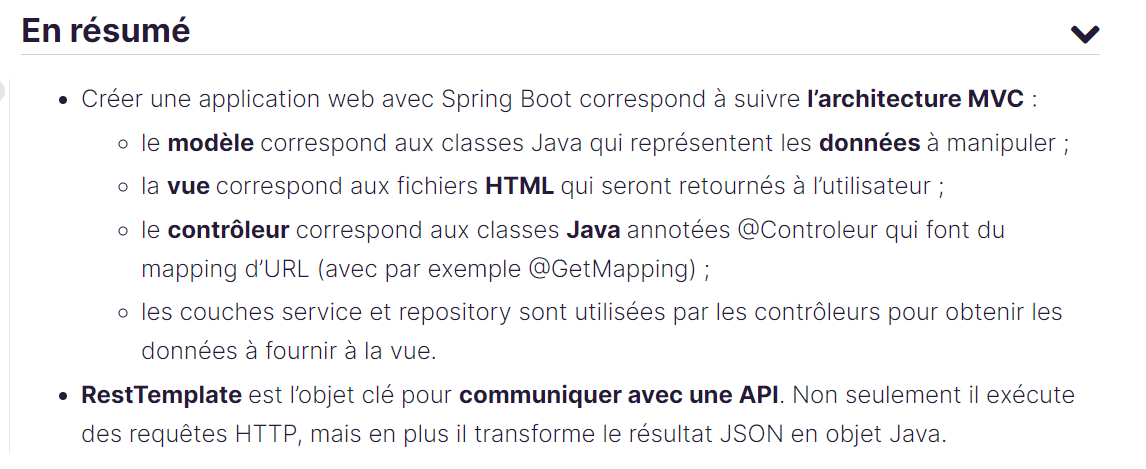 En résumé
• Créer une application web avec Spring Boot correspond à suivre l’architecture MVC :
◦ le modèle correspond aux classes Java qui représentent les données à manipuler ;
◦ la vue correspond aux fichiers HTML qui seront retournés à l’utilisateur ;
◦ le contrôleur correspond aux classes Java annotées @Controleur qui font du
mapping d’URL (avec par exemple @GetMapping) ;
◦ les couches service et repository sont utilisées par les contrôleurs pour obtenir les
données à fournir à la vue.
• RestTemplate est l’objet clé pour communiquer avec une API. Non seulement il exécute
des requêtes HTTP, mais en plus il transforme le résultat JSON en objet Java.